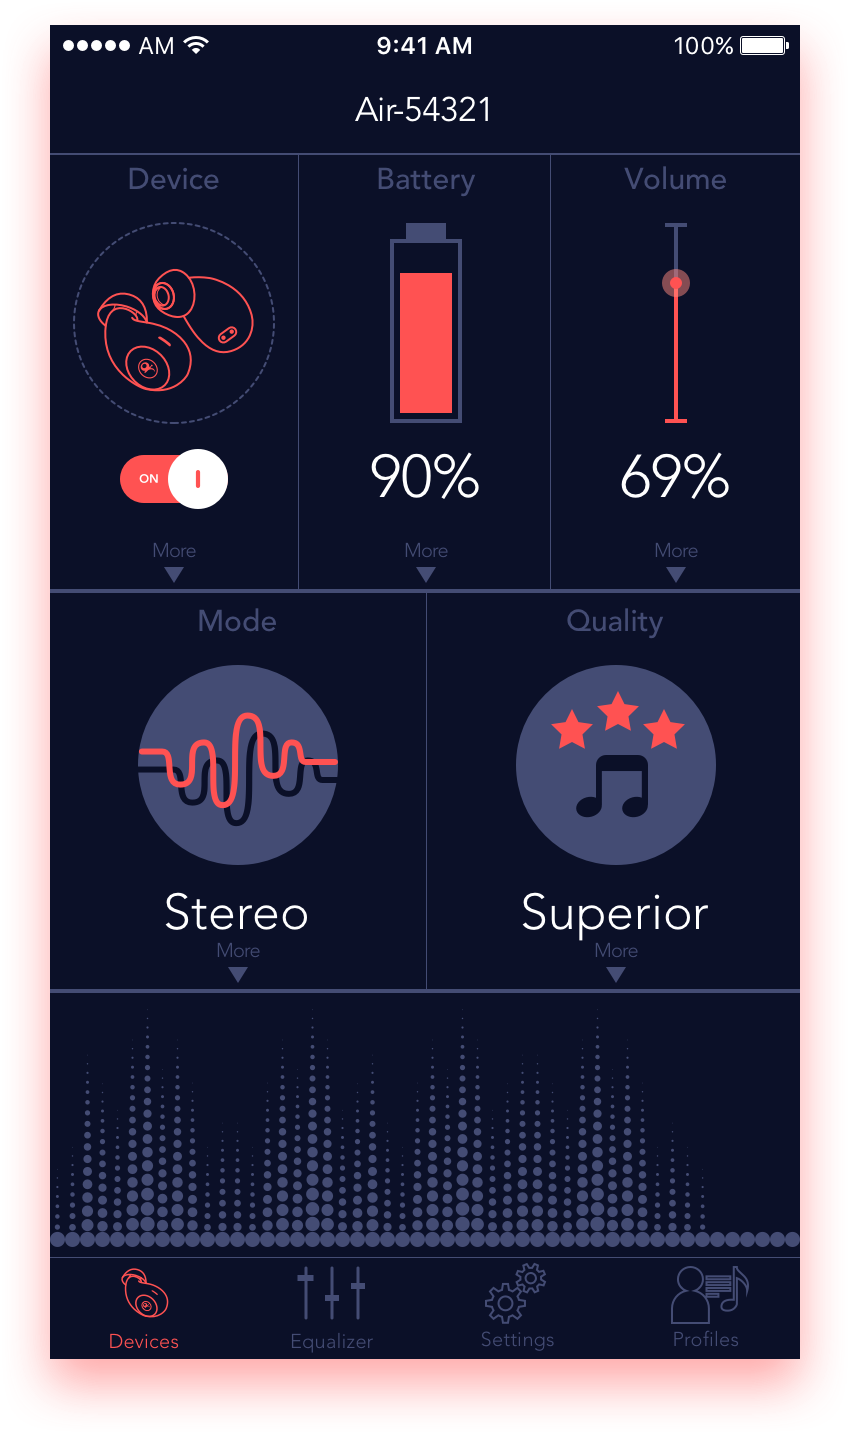 AM 9:41 AM 100%
Air-54321
Device Battery Volume
ON
90% 69%
More More More
Mode Quality
Stereo Superior
More More
Devices Equalizer Settings Profiles